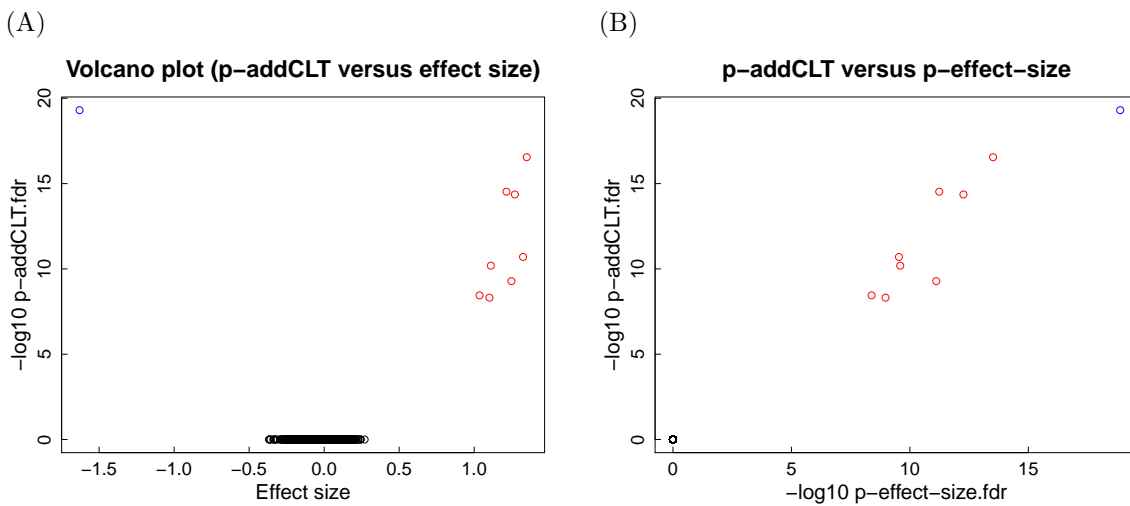 (A)
Volcano plot (p−addCLT versus effect size)
−log10 p−addCLT.fdr
20
15
10
5
0
−1.5 −1.0 −0.5 0.0 0.5 1.0
Effect size
(B)
p−addCLT versus p−effect−size
−log10 p−addCLT.fdr
20
15
10
5
0
0 5 10 15
−log10 p−effect−size.fdr